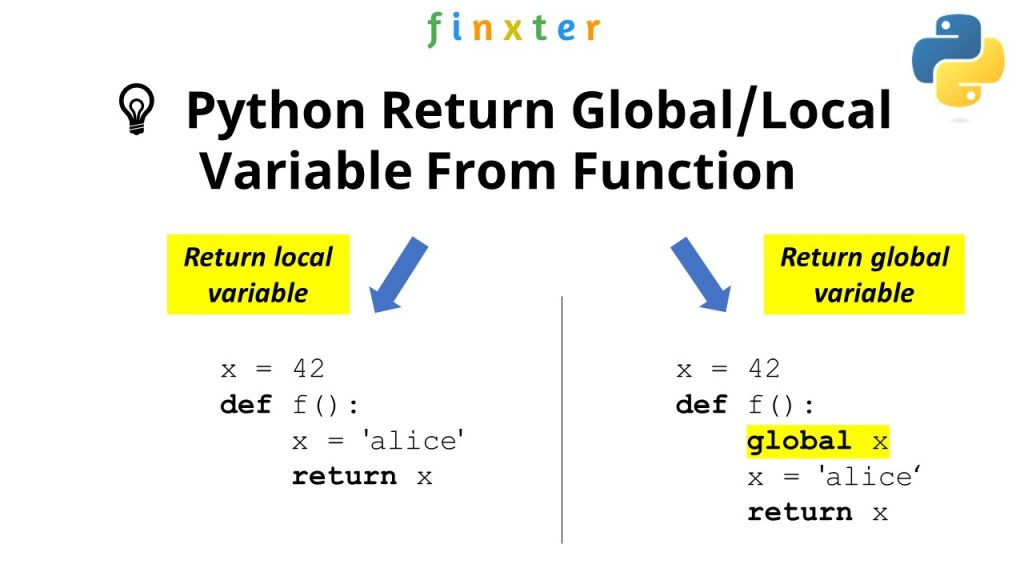 finxter
Python Return Global/Local
Variable From Function
Return local
variable
Return global
variable
x = 42
def f():
    x = 'alice'
    return x
x = 42
def f():
    global x
    x = 'alice‘
    return x